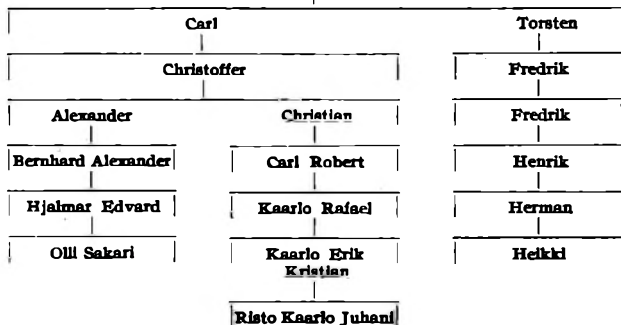 Carl Torsten
Christoffer Fredrik
Alexander Christian Fredrik
Bernhard Alexander Carl Robert Henrik
Hjalmar Edvard Kaarlo Rafael Herman
Olli Sakari Kaarlo Erik Heikki
Kristian
Risto Kaarlo Juhani